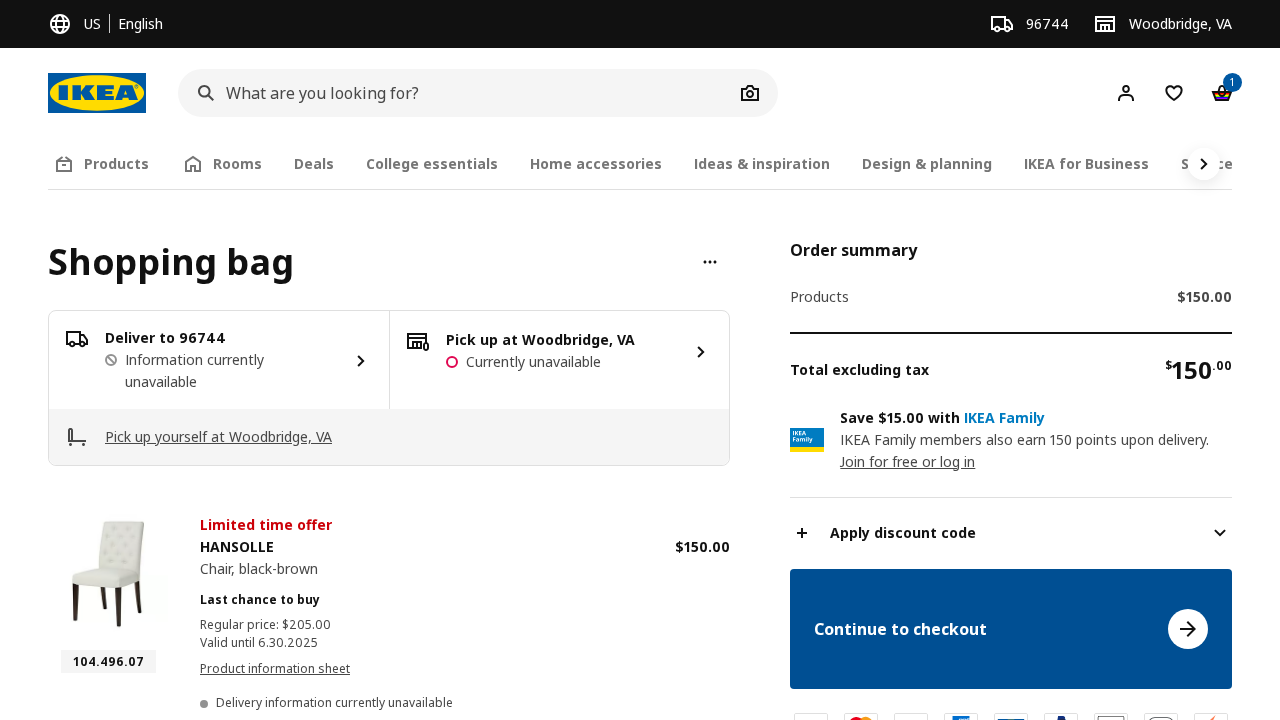 US
English
96744
Woodbridge, VA
IKEA
What are you looking for?
1
Products
Rooms
Deals
College essentials
Home accessories
Ideas & inspiration
Design & planning
IKEA for Business
Shopping bag
Deliver to 96744
Information currently
unavailable
Pick up at Woodbridge, VA
Currently unavailable
Pick up yourself at Woodbridge, VA
Limited time offer
HANSOLLE
$150.00
Chair, black-brown
Last chance to buy
Regular price: $205.00
Valid until 6.30.2025
104.496.07
Product information sheet
Delivery information currently unavailable
Order summary
Products
$150.00
Total excluding tax
$150.00
IKEA
Family
Save $15.00 with IKEA Family
IKEA Family members also earn 150 points upon delivery.
Join for free or log in
Apply discount code
Continue to checkout